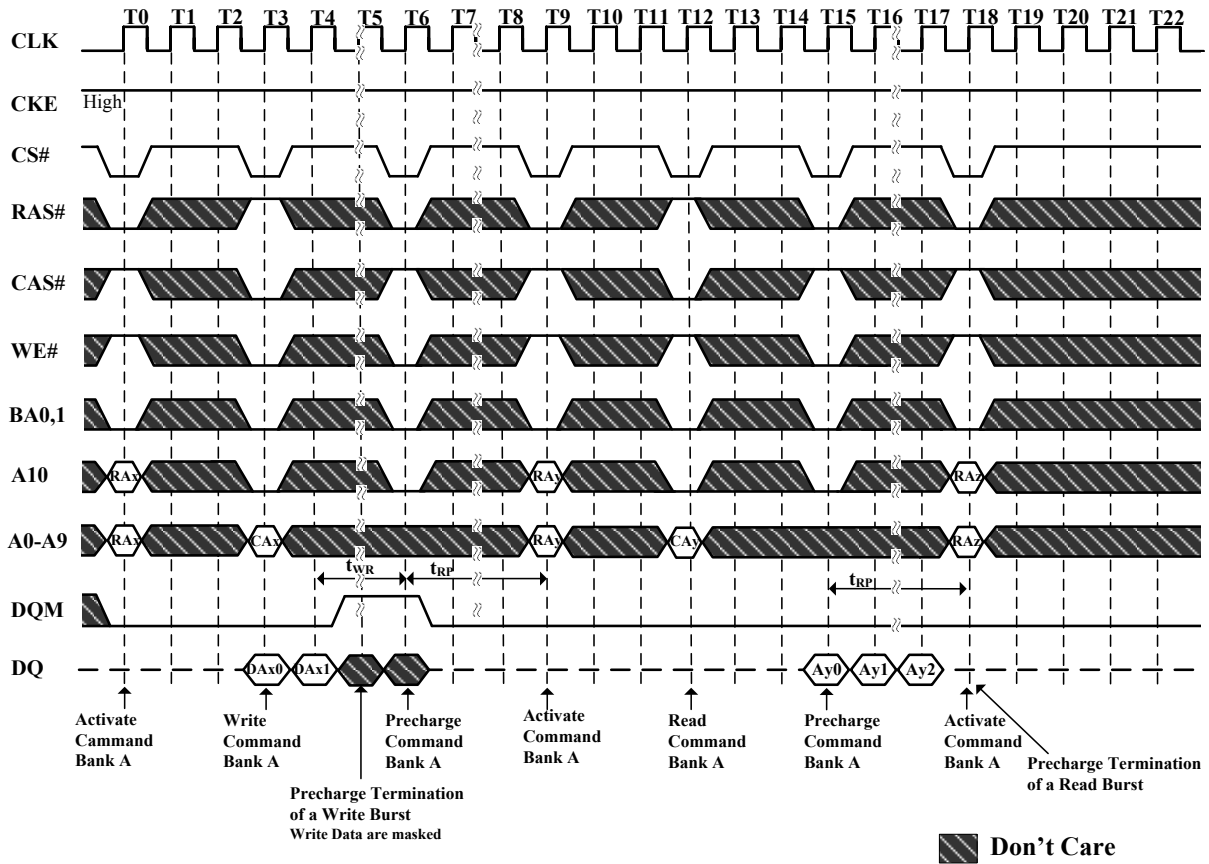 T0 T1 T2 T3 T4 T5 T6 T7 T8 T9 T10 T11 T12 T13 T14 T15 T16 T17 T18 T19 T20 T21 T22
CLK
CKE High
CS#
RAS#
CAS#
WE#
BA0,1
A10 RAx RAy RAz
A0-A9 RAx CAx RAy CAy RAz
tWR tRP tRP
DQM
DQ DAx0 DAx1 Ay0 Ay1 Ay2
Activate
Cammand
Bank A
Write
Command
Bank A
Precharge
Command
Bank A
Activate
Command
Bank A
Read
Command
Bank A
Precharge
Command
Bank A
Activate
Command
Bank A
Precharge Termination
of a Read Burst
Precharge Termination
of a Write Burst
Write Data are masked
Don't Care